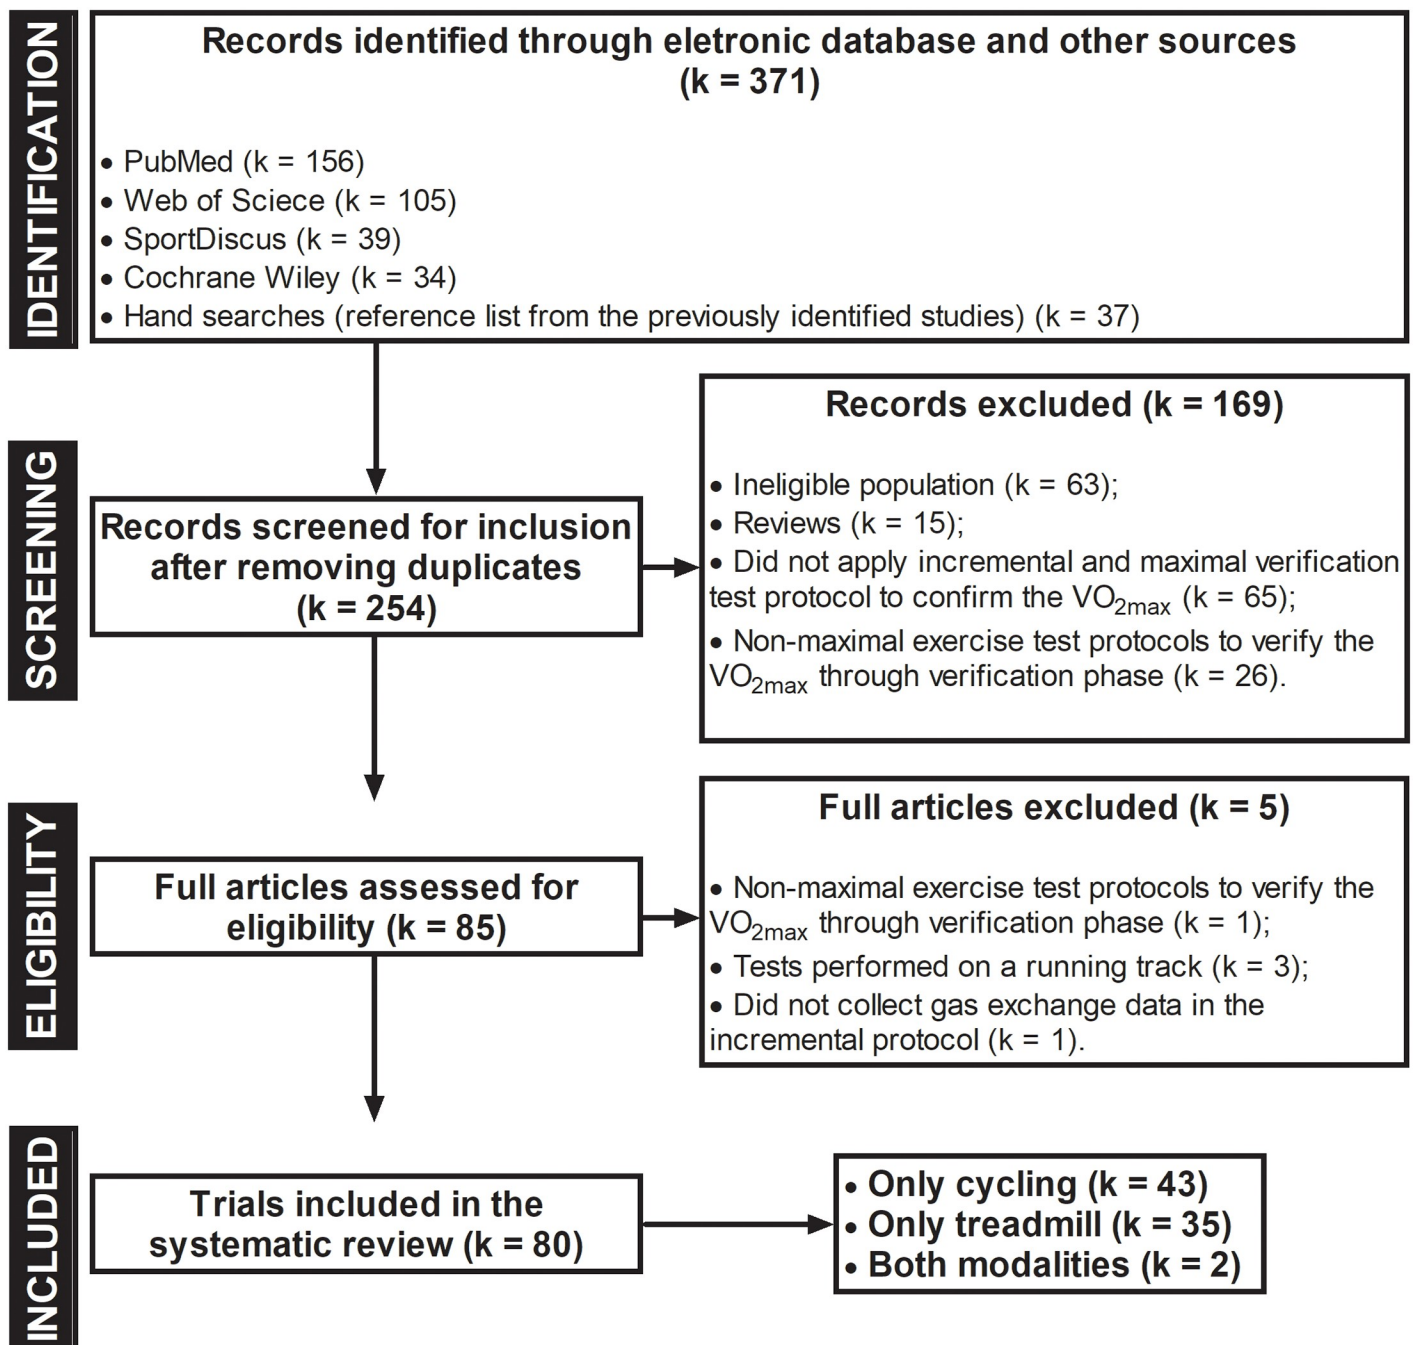 IDENTIFICATION
Records identified through eletronic database and other sources
(k = 371)
• PubMed (k = 156)
• Web of Sciece (k = 105)
• SportDiscus (k = 39)
• Cochrane Wiley (k = 34)
• Hand searches (reference list from the previously identified studies) (k = 37)
SCREENING
Records screened for inclusion
after removing duplicates
(k = 254)
Records excluded (k = 169)
• Ineligible population (k = 63);
• Reviews (k = 15);
• Did not apply incremental and maximal verification
test protocol to confirm the VO2max (k = 65);
• Non-maximal exercise test protocols to verify the
VO2max through verification phase (k = 26).
ELIGIBILITY
Full articles assessed for
eligibility (k = 85)
Full articles excluded (k = 5)
• Non-maximal exercise test protocols to verify the
VO2max through verification phase (k = 1);
• Tests performed on a running track (k = 3);
• Did not collect gas exchange data in the
incremental protocol (k = 1).
INCLUDED
Trials included in the
systematic review (k = 80)
• Only cycling (k = 43)
• Only treadmill (k = 35)
• Both modalities (k = 2)